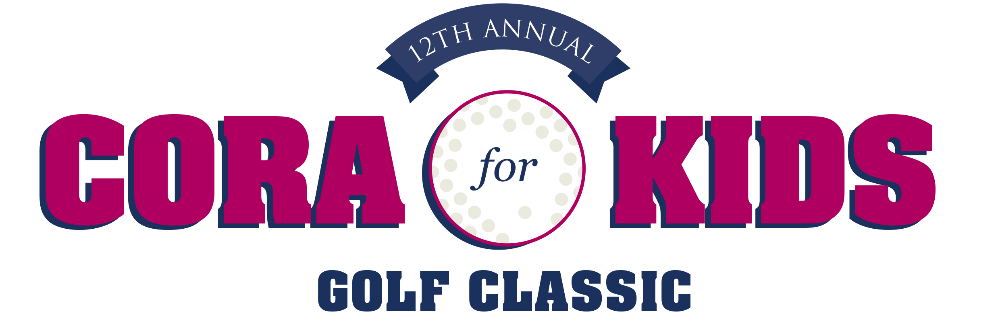 12TH ANNUAL
CORA for KIDS
GOLF CLASSIC